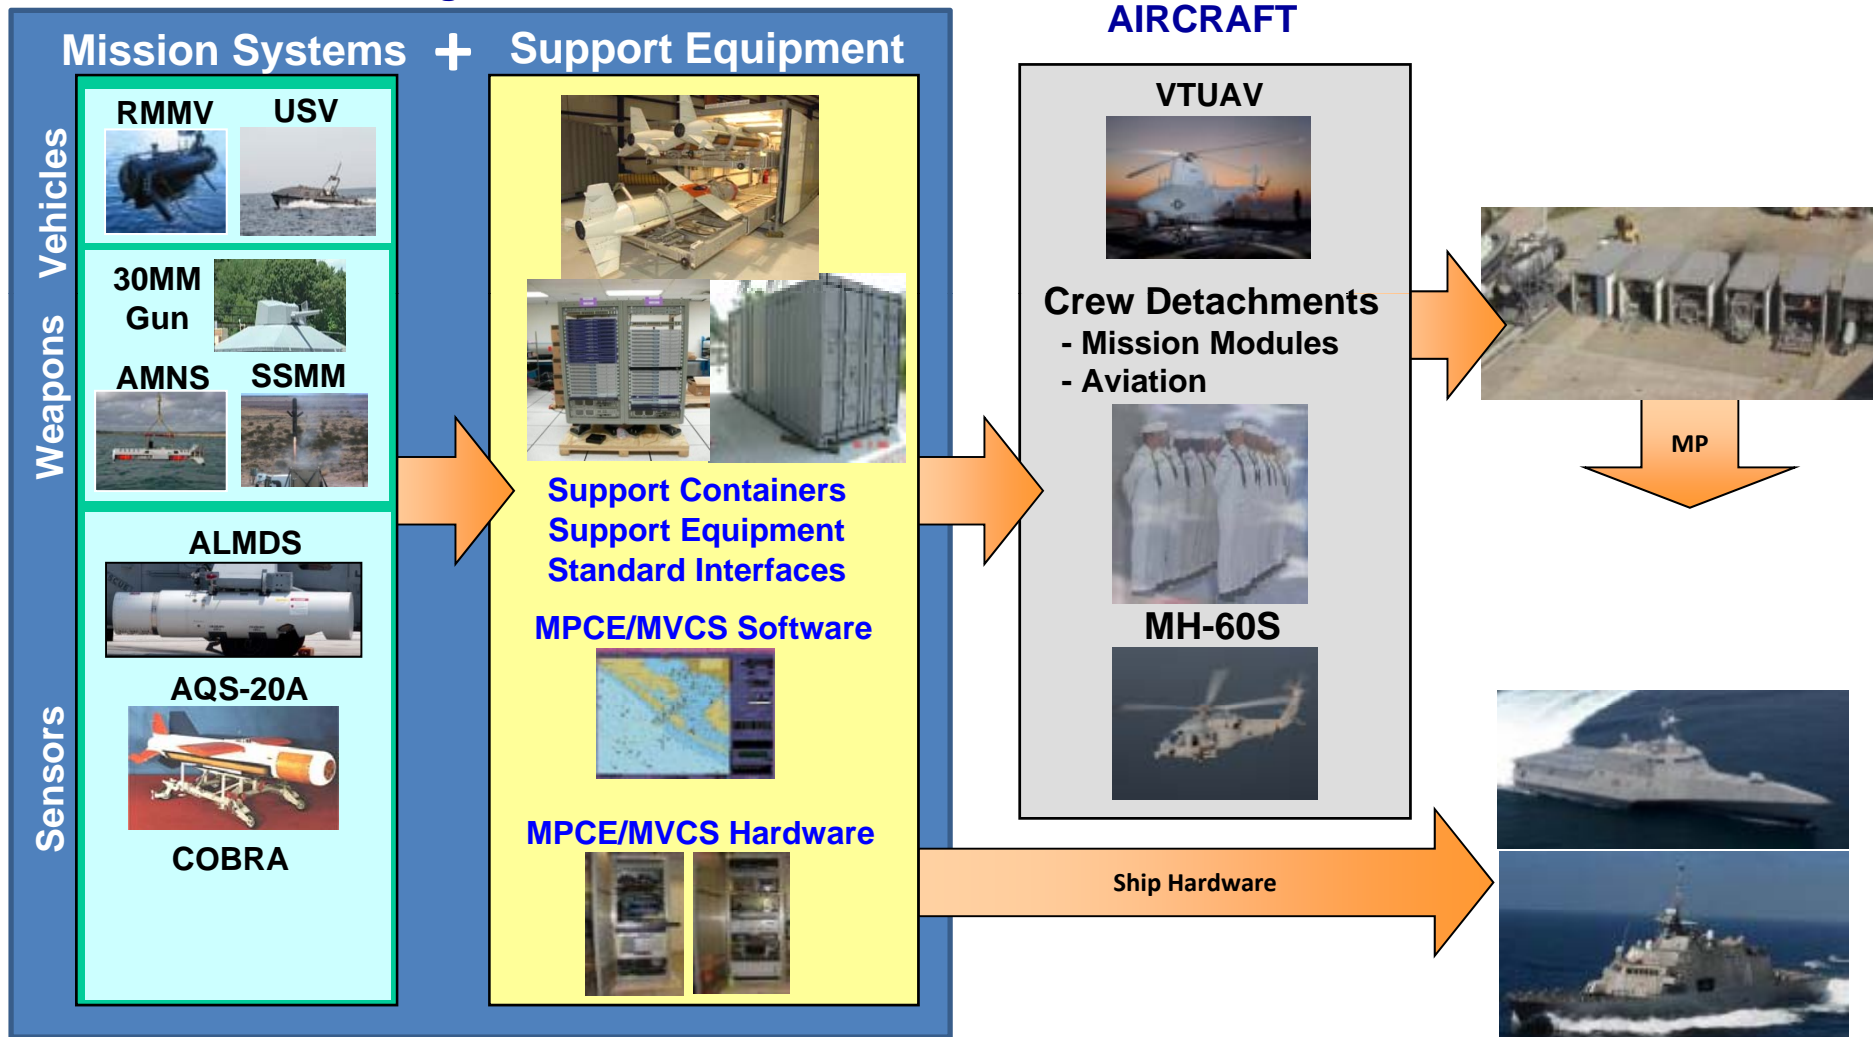 AIRCRAFT
Mission Systems + Support Equipment
Vehicles
RMMV
USV
Weapons
30MM
Gun
AMNS
SSMM
Sensors
ALMDS
AQS-20A
COBRA
Support Containers
Support Equipment
Standard Interfaces
MPCE/MVCS Software
MPCE/MVCS Hardware
VTUAV
Crew Detachments
- Mission Modules
- Aviation
MH-60S
MP
Ship Hardware